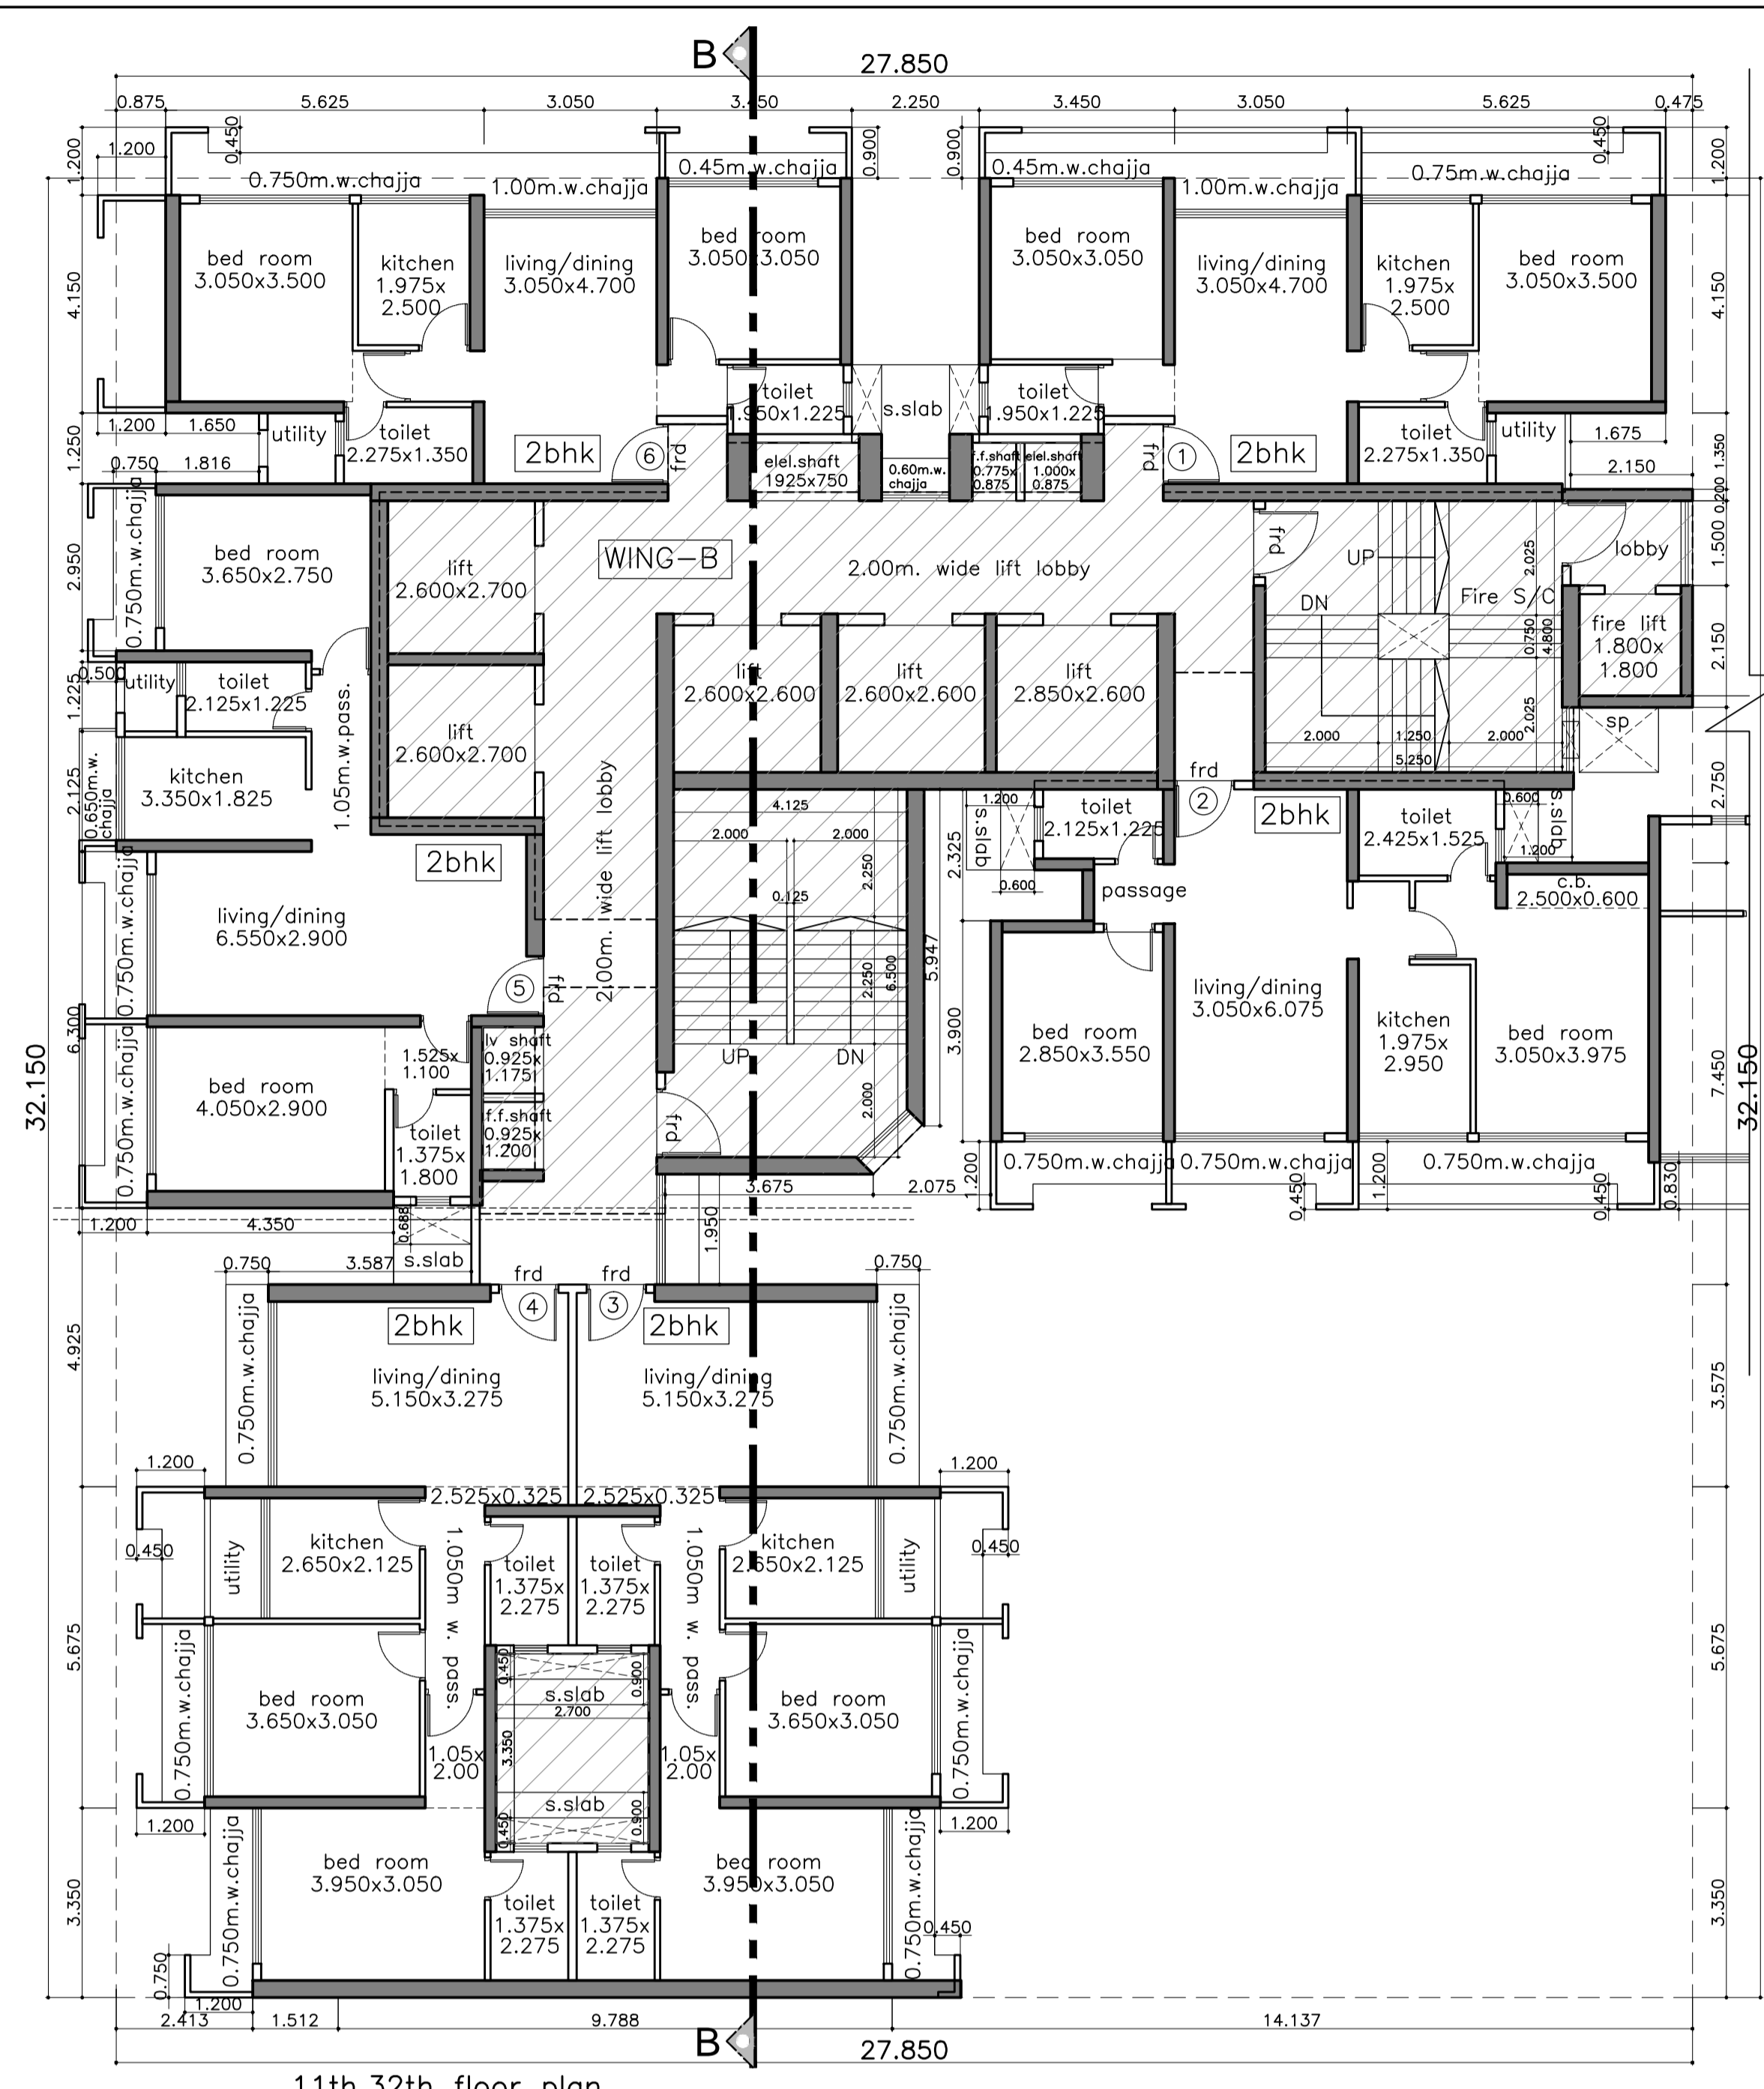 B
27.850
0.875 5.625 3.050 3.450 2.250 3.450 3.050 5.625 0.475
1.200 0.450 0.900 0.900 0.450 1.200
1.200
0.750m.w.chajja 1.00m.w.chajja 0.45m.w.chajja 0.45m.w.chajja 1.00m.w.chajja 0.75m.w.chajja
bed room
3.050x3.500
kitchen
1.975x
2.500
living/dining
3.050x4.700
bed room
3.050x3.050
bed room
3.050x3.050
living/dining
3.050x4.700
kitchen
1.975x
2.500
bed room
3.050x3.500
4.150 4.150
toilet
1.950x1.225
s.slab
toilet
1.950x1.225
1.200 1.650
utility
toilet
2.275x1.350
2bhk
6
frd
elel.shaft
1925x750
0.60m.w.
chajja
f.f.shaft
0.775x
0.875
elel.shaft
1.000x
0.875
frd
1
2bhk
toilet
2.275x1.350
utility
1.675
2.150
1.250 1.350
0.750 1.816
0.200
0.750m.w.chajja
bed room
3.650x2.750
2.950
lift
2.600x2.700
WING-B
2.00m. wide lift lobby
frd
UP
DN
2.025
Fire S/C
0.750
4.800
lobby
1.500
fire lift
1.800x
1.800
2.150
0.500
utility
toilet
2.125x1.225
1.225
1.05m.w.pass.
lift
2.600x2.700
lift
2.600x2.600
lift
2.600x2.600
lift
2.850x2.600
2.025
2.000 1.250 2.000
5.250
sp
2.750
kitchen
3.350x1.825
2.125
0.650m.w.
chajja
2bhk
2.00m. wide lift lobby
4.125
2.000 2.000
2.250
0.125
2.250
6.500
5.947
UP DN
2.000
frd
1.200
s.slab
2.325
0.600
toilet
2.125x1.225
frd
2
2bhk
passage
toilet
2.425x1.525
0.600
s.slab
1.200
c.b.
2.500x0.600
living/dining
6.550x2.900
0.750m.w.chajja
5
frd
6.300
32.150
0.750m.w.chajja
bed room
4.050x2.900
1.525x
1.100
lv shaft
0.925x
1.175
f.f.shaft
0.925x
1.200
toilet
1.375x
1.800
3.900
bed room
2.850x3.550
living/dining
3.050x6.075
kitchen
1.975x
2.950
bed room
3.050x3.975
7.450
32.150
0.750m.w.chajja 0.750m.w.chajja 0.750m.w.chajja
1.200 0.450 1.200 0.450 0.830
3.675 2.075
1.950
1.200 4.350
0.688
s.slab
0.750 3.587
frd frd
0.750
4 3
2bhk 2bhk
0.750m.w.chajja
living/dining
5.150x3.275
living/dining
5.150x3.275
0.750m.w.chajja
4.925 3.575
1.200 1.200
2.525x0.325 2.525x0.325
0.450
utility
kitchen
2.650x2.125
1.050m w. pass.
toilet
1.375x
2.275
toilet
1.375x
2.275
1.050m w. pass.
kitchen
2.650x2.125
utility
0.450
5.675 5.675
0.750m.w.chajja
bed room
3.650x3.050
0.450
s.slab
2.700
0.900
3.350
bed room
3.650x3.050
0.750m.w.chajja
1.05x
2.00
1.05x
2.00
s.slab
0.450 0.900
1.200 1.200
0.750m.w.chajja
bed room
3.950x3.050
toilet
1.375x
2.275
toilet
1.375x
2.275
bed room
3.950x3.050
0.750m.w.chajja
0.450
3.350 3.350
0.750
1.200
2.413 1.512 9.788 14.137
B
27.850
11th,32th floor plan